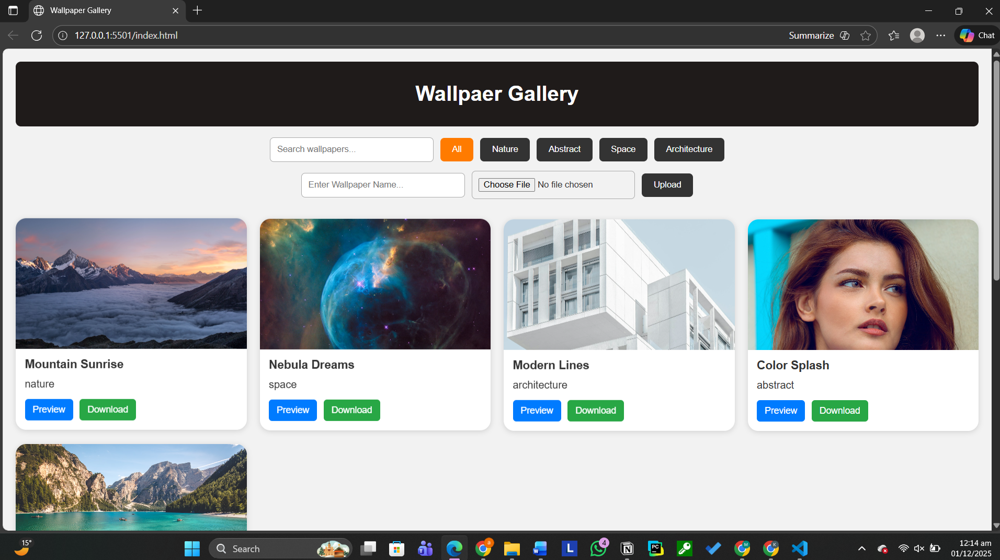 Wallpaper Gallery
127.0.0.1:5501/index.html
Summarize
Chat
Wallpaer Gallery
Search wallpapers...
All
Nature
Abstract
Space
Architecture
Enter Wallpaper Name...
Choose File No file chosen
Upload
Mountain Sunrise
nature
Preview
Download
Nebula Dreams
space
Preview
Download
Modern Lines
architecture
Preview
Download
Color Splash
abstract
Preview
Download
15°
Search
T
a
W
L
4
N
PC
M
K
12:14 am
01/12/2025